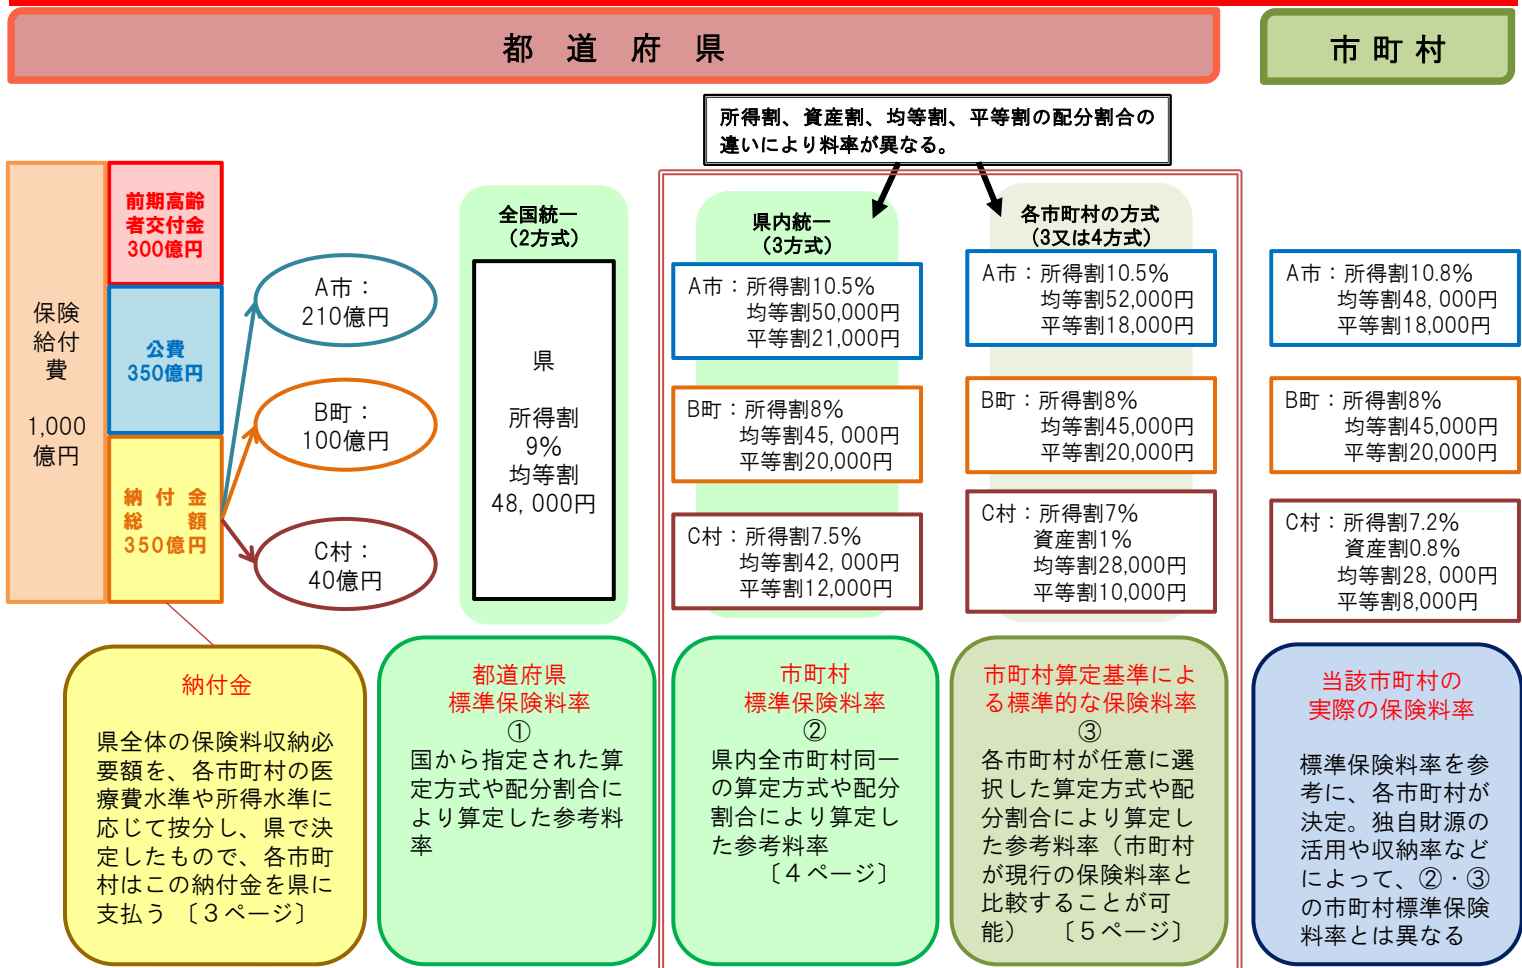 都道府県
市町村
所得割、資産割、均等割、平等割の配分割合の
違いにより料率が異なる。
保険
給付
費
1,000
億円
前期高齢
者交付金
300億円
公費
350億円
納付金
総額
350億円
A市：
210億円
B町：
100億円
C村：
40億円
全国統一
（2方式）
県
所得割
9%
均等割
48,000円
県内統一
（3方式）
A市：所得割10.5%
均等割50,000円
平等割21,000円
B町：所得割8%
均等割45,000円
平等割20,000円
C村：所得割7.5%
均等割42,000円
平等割12,000円
各市町村の方式
（3又は4方式）
A市：所得割10.5%
均等割52,000円
平等割18,000円
B町：所得割8%
均等割45,000円
平等割20,000円
C村：所得割7%
資産割1%
均等割28,000円
平等割10,000円
A市：所得割10.8%
均等割48,000円
平等割18,000円
B町：所得割8%
均等割45,000円
平等割20,000円
C村：所得割7.2%
資産割0.8%
均等割28,000円
平等割8,000円
納付金
県全体の保険料収納必
要額を、各市町村の医
療費水準や所得水準に
応じて按分し、県で決
定したもので、各市町
村はこの納付金を県に
支払う〔３ページ〕
都道府県
標準保険料率
①
国から指定された算
定方式や配分割合に
より算定した参考料
率
市町村
標準保険料率
②
県内全市町村同一
の算定方式や配分
割合により算定し
た参考料率
〔４ページ〕
市町村算定基準によ
る標準的な保険料率
③
各市町村が任意に選
択した算定方式や配
分割合により算定し
た参考料率（市町村
が現行の保険料率と
比較することが可
能）〔５ページ〕
当該市町村の
実際の保険料率
標準保険料率を参
考に、各市町村が
決定。独自財源の
活用や収納率など
によって、②・③
の市町村標準保険
料率とは異なる